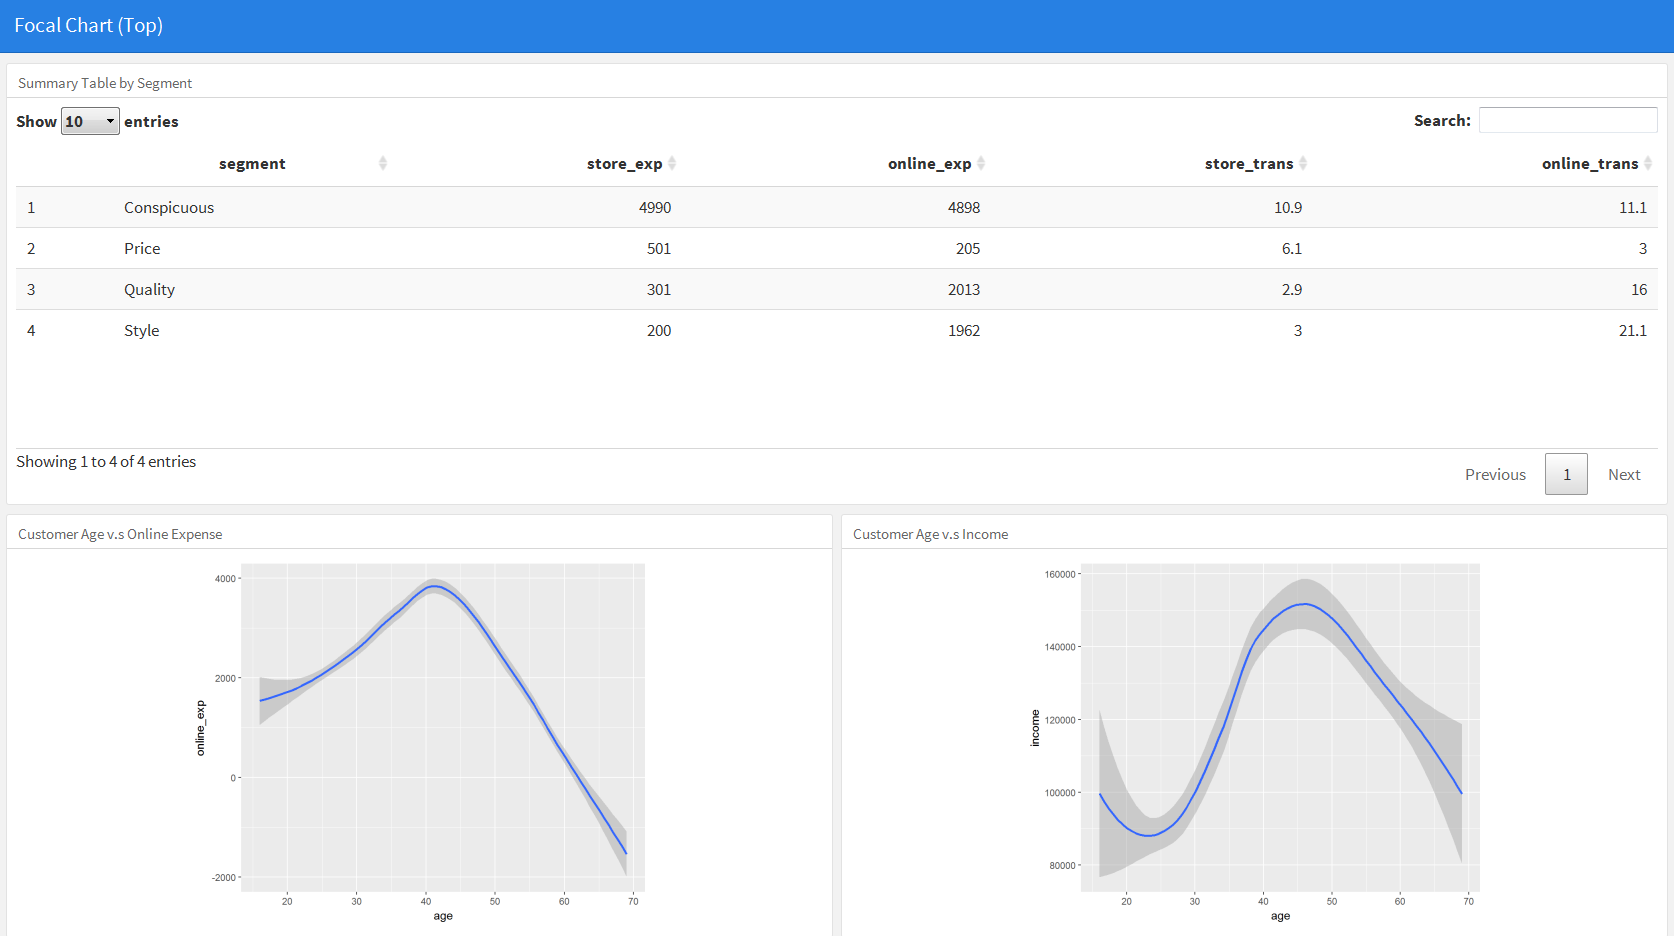 Focal Chart (Top)
Summary Table by Segment
Show 10 entries
Search:
segment store_exp online_exp store_trans online_trans
1 Conspicuous 4990 4898 10.9 11.1
2 Price 501 205 6.1 3
3 Quality 301 2013 2.9 16
4 Style 200 1962 3 21.1
Showing 1 to 4 of 4 entries
Previous 1 Next
Customer Age v.s Online Expense
4000
2000
0
-2000
online_exp
20 30 40 50 60 70
age
Customer Age v.s Income
160000
140000
120000
100000
80000
income
20 30 40 50 60 70
age